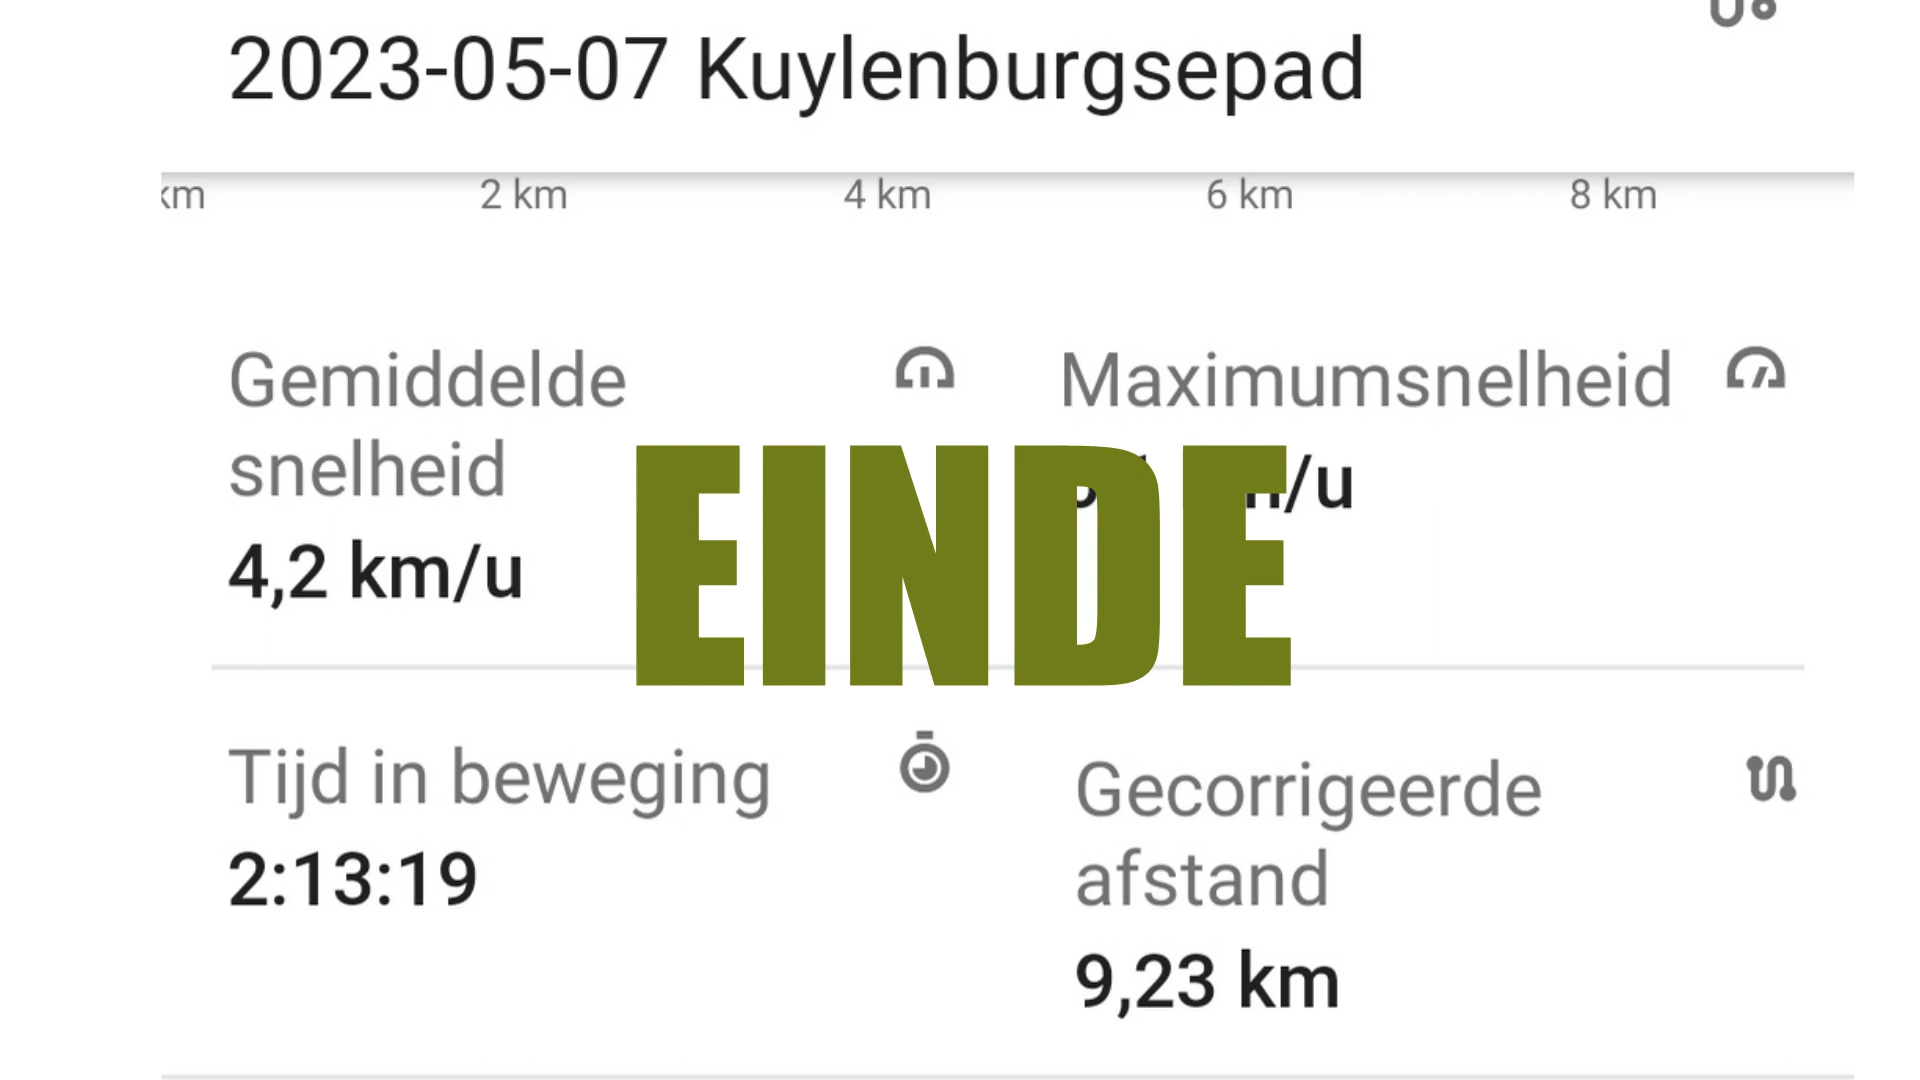 2023-05-07 Kuylenburgsepad
km 2 km 4 km 6 km 8 km
Gemiddelde
snelheid
4,2 km/u
Maximumsnelheid
EINDE
Tijd in beweging
2:13:19
Gecorrigeerde
afstand
9,23 km